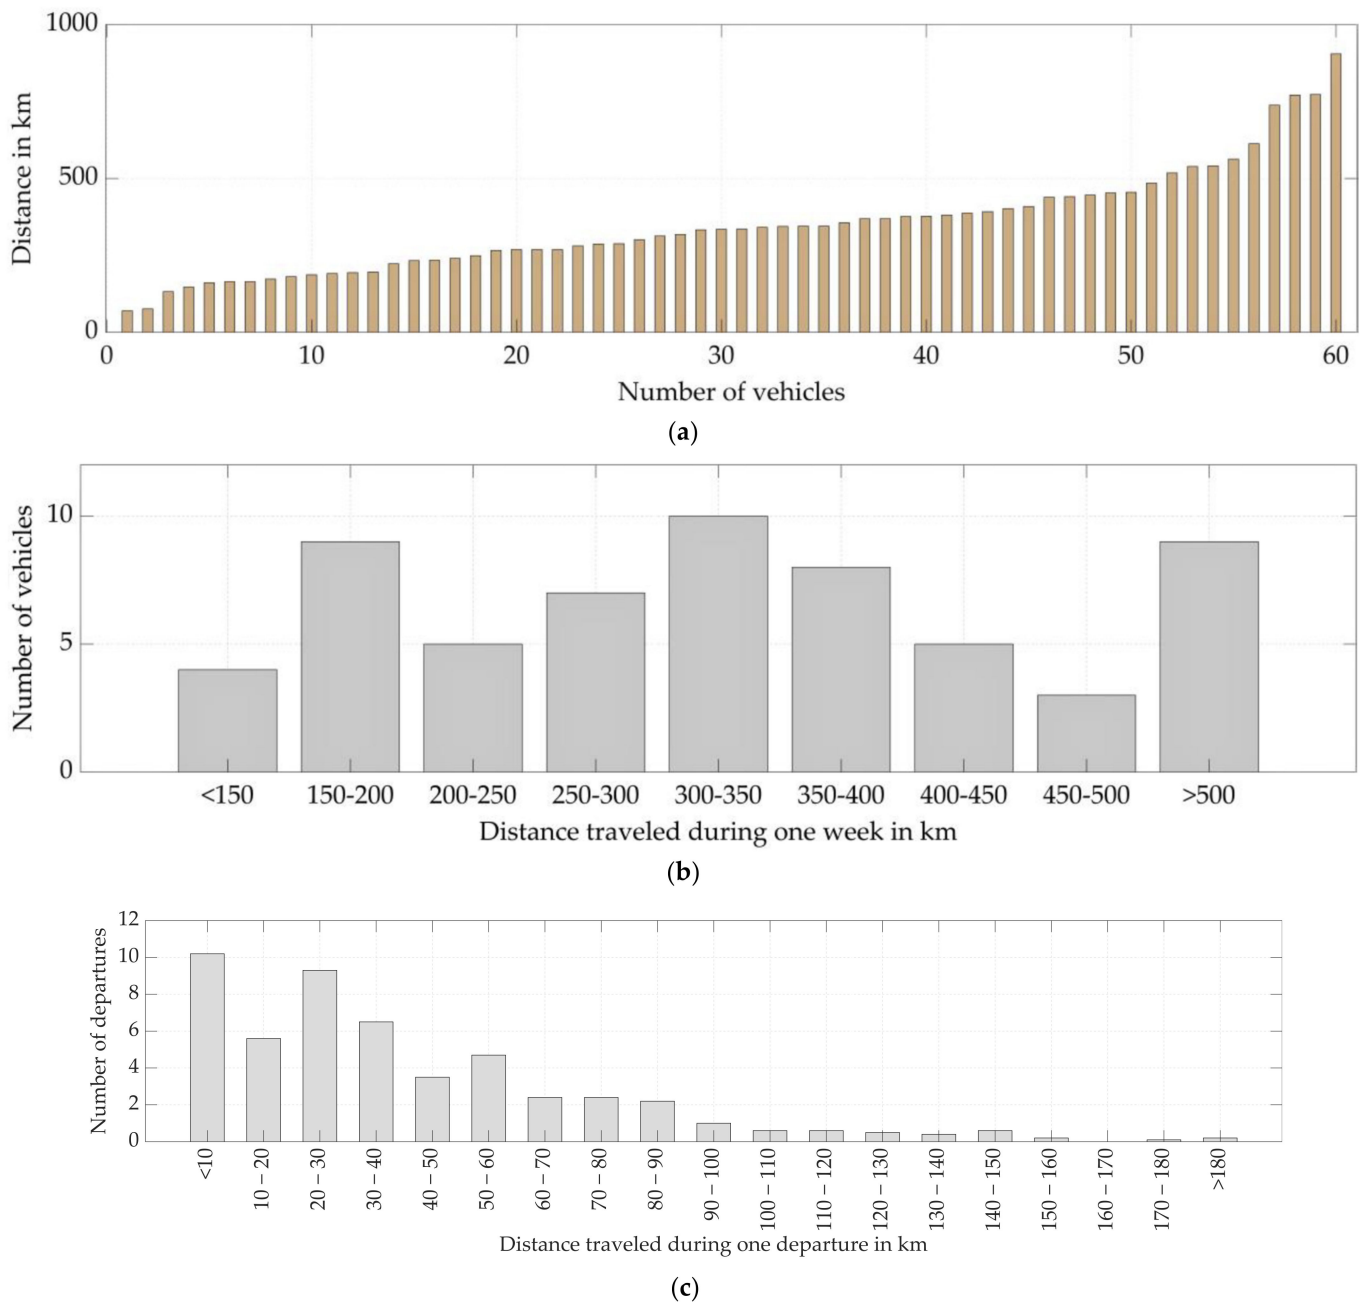 1000
500
0
Distance in km
0 10 20 30 40 50 60
Number of vehicles
(a)
10
5
0
Number of vehicles
<150 150-200 200-250 250-300 300-350 350-400 400-450 450-500 >500
Distance traveled during one week in km
(b)
12
10
8
6
4
2
0
Number of departures
<10 10 – 20 20 – 30 30 – 40 40 – 50 50 – 60 60 – 70 70 – 80 80 – 90 90 – 100 100 – 110 110 – 120 120 – 130 130 – 140 140 – 150 150 – 160 160 – 170 170 – 180 >180
Distance traveled during one departure in km
(c)